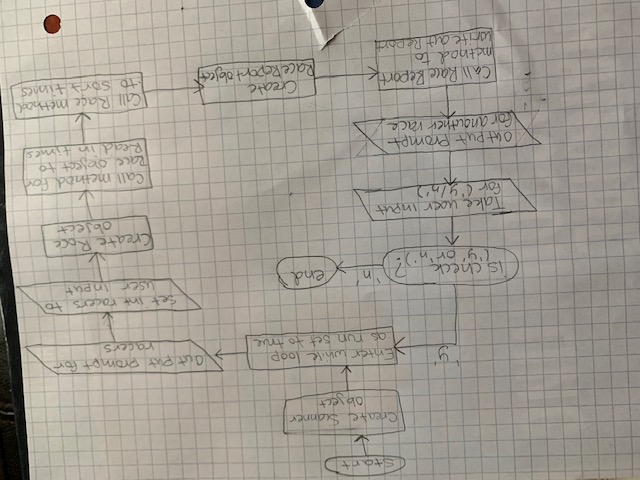 Start
Create Scanner
object
Enter while loop
as run set to true
output prompt for
racers
set int racers to
user input
Create Race
object
Call method for
Race object to
Read in times
Call Race method
to sort times
Create
RaceReport object
Call RaceReport
method to
write out Report
output prompt
for another race
Take user input
for ('y/n')
Is check
('y' or 'n')?
'y'
'n'
end